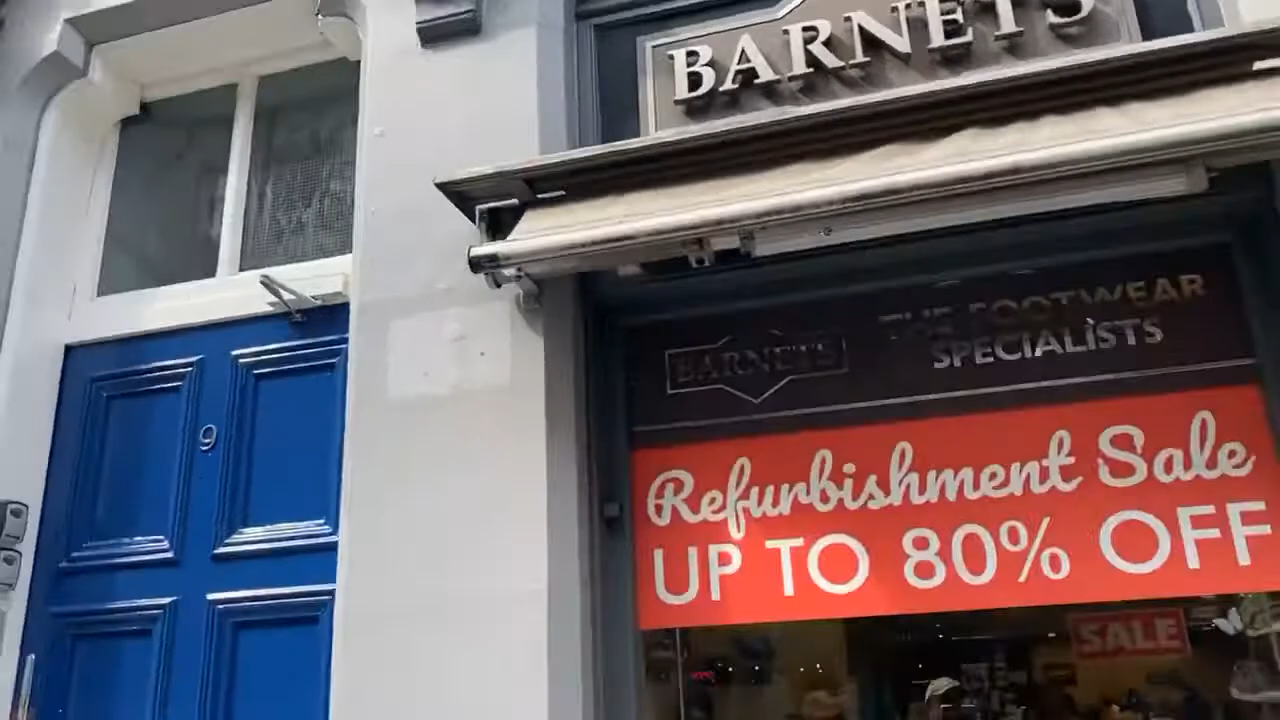 BARNETS
9
BARNETS
THE FOOTWEAR
SPECIALISTS
Refurbishment Sale
UP TO 80% OFF
SALE